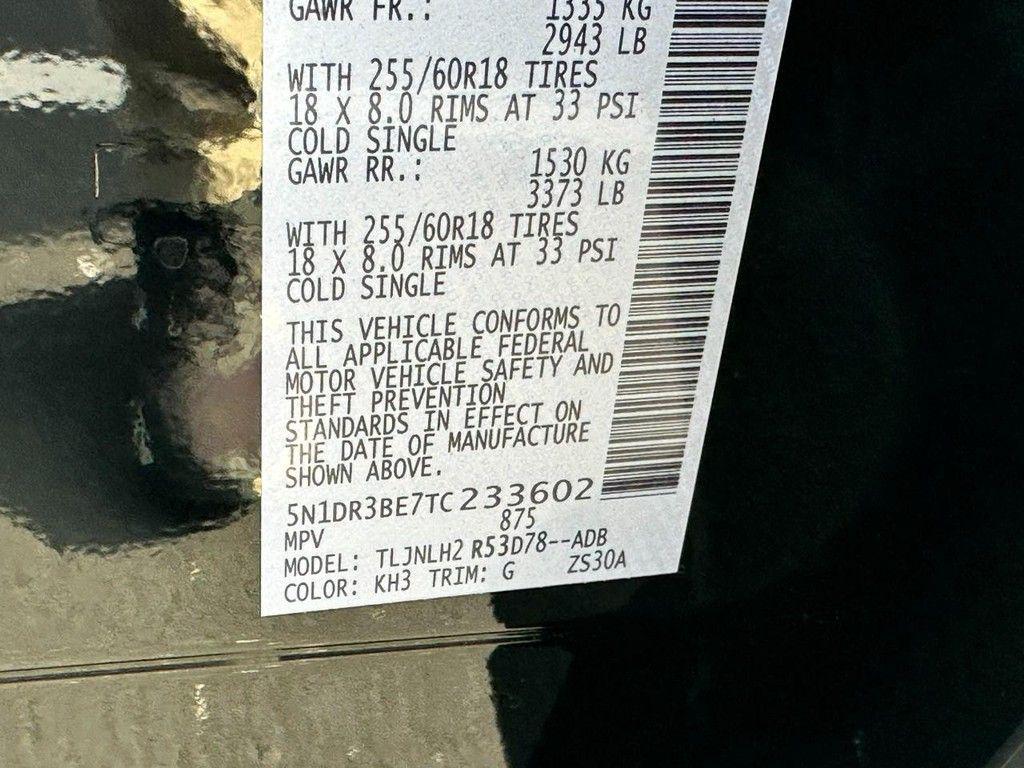 GAWR FR.: 1335 KG
2943 LB
WITH 255/60R18 TIRES
18 X 8.0 RIMS AT 33 PSI
COLD SINGLE
GAWR RR.: 1530 KG
3373 LB
WITH 255/60R18 TIRES
18 X 8.0 RIMS AT 33 PSI
COLD SINGLE
THIS VEHICLE CONFORMS TO
ALL APPLICABLE FEDERAL
MOTOR VEHICLE SAFETY AND
THEFT PREVENTION
STANDARDS IN EFFECT ON
THE DATE OF MANUFACTURE
SHOWN ABOVE.
5N1DR3BE7TC233602
875
MPV
MODEL: TLJNLH2 R53D78--ADB
COLOR: KH3 TRIM: G ZS30A